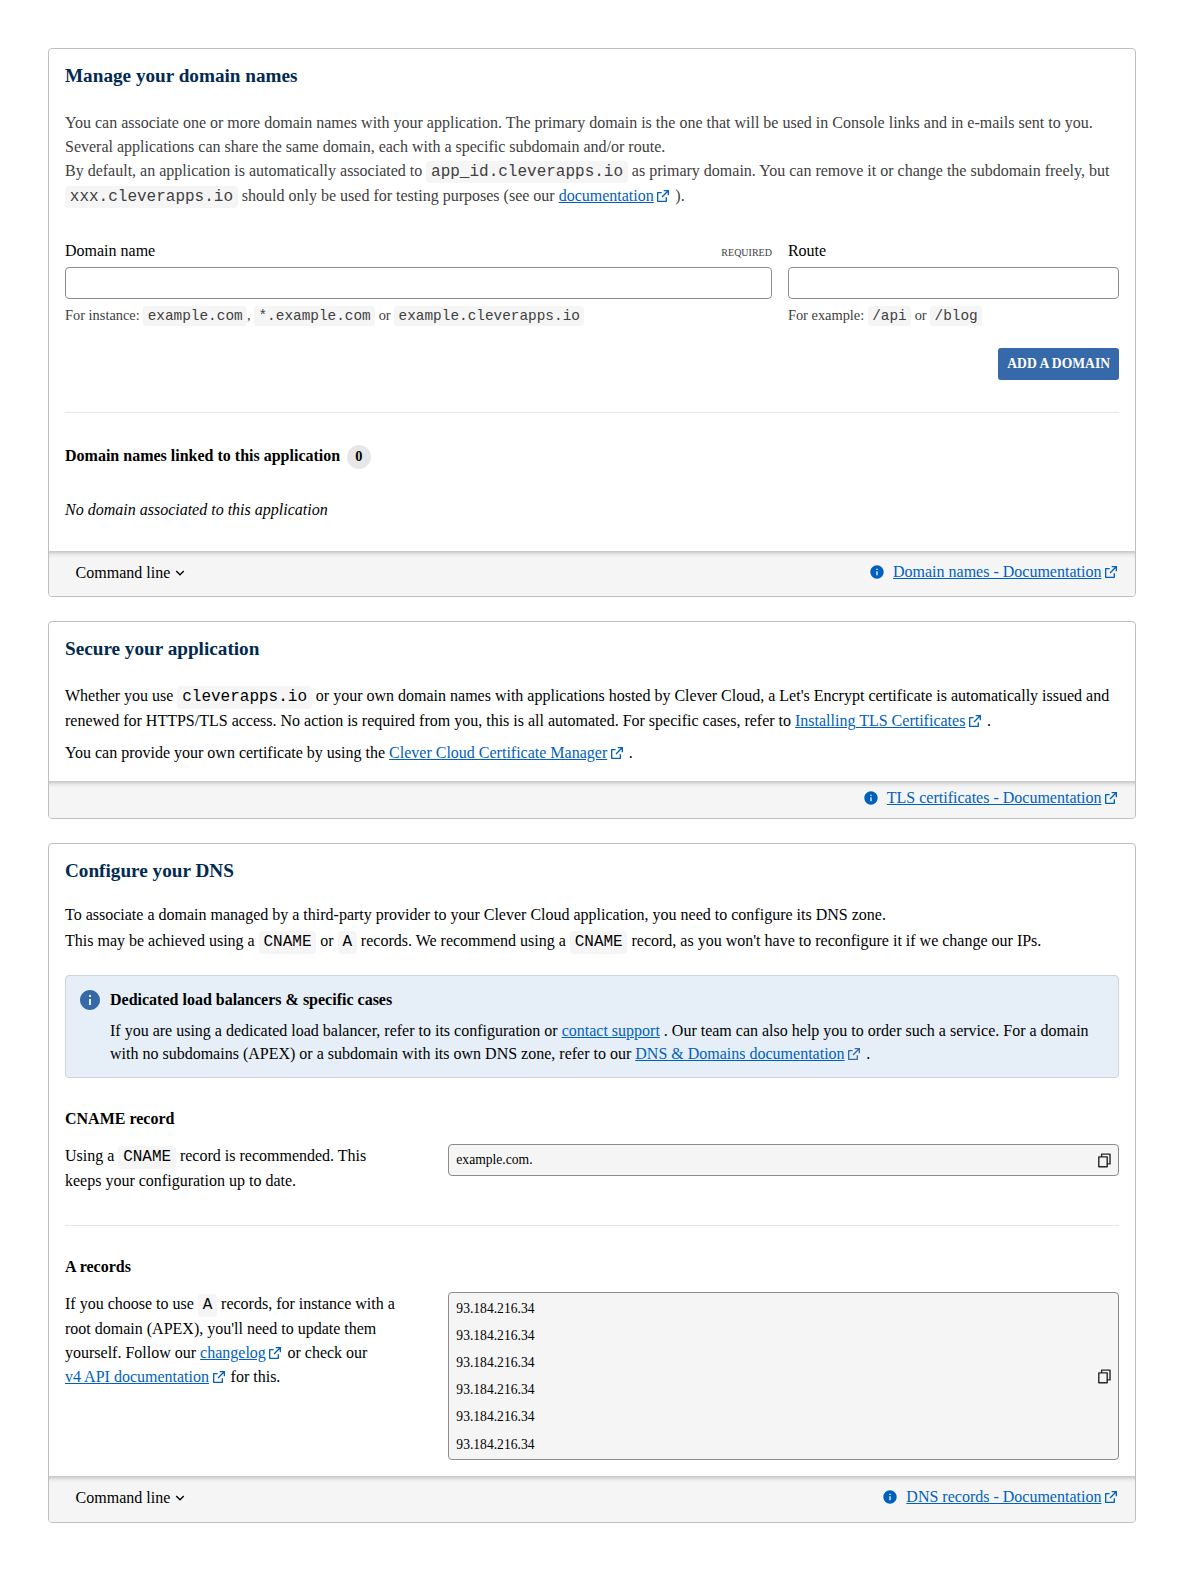 Manage your domain names
You can associate one or more domain names with your application. The primary domain is the one that will be used in Console links and in e-mails sent to you.
Several applications can share the same domain, each with a specific subdomain and/or route.
By default, an application is automatically associated to app_id.cleverapps.io as primary domain. You can remove it or change the subdomain freely, but
xxx.cleverapps.io should only be used for testing purposes (see our documentation ).
Domain name REQUIRED Route
For instance: example.com, *.example.com or example.cleverapps.io For example: /api or /blog
ADD A DOMAIN
Domain names linked to this application 0
No domain associated to this application
Command line Domain names - Documentation
Secure your application
Whether you use cleverapps.io or your own domain names with applications hosted by Clever Cloud, a Let's Encrypt certificate is automatically issued and
renewed for HTTPS/TLS access. No action is required from you, this is all automated. For specific cases, refer to Installing TLS Certificates .
You can provide your own certificate by using the Clever Cloud Certificate Manager .
TLS certificates - Documentation
Configure your DNS
To associate a domain managed by a third-party provider to your Clever Cloud application, you need to configure its DNS zone.
This may be achieved using a CNAME or A records. We recommend using a CNAME record, as you won't have to reconfigure it if we change our IPs.
Dedicated load balancers & specific cases
If you are using a dedicated load balancer, refer to its configuration or contact support . Our team can also help you to order such a service. For a domain
with no subdomains (APEX) or a subdomain with its own DNS zone, refer to our DNS & Domains documentation .
CNAME record
Using a CNAME record is recommended. This
keeps your configuration up to date.
example.com.
A records
If you choose to use A records, for instance with a
root domain (APEX), you'll need to update them
yourself. Follow our changelog or check our
v4 API documentation for this.
93.184.216.34
93.184.216.34
93.184.216.34
93.184.216.34
93.184.216.34
93.184.216.34
Command line DNS records - Documentation